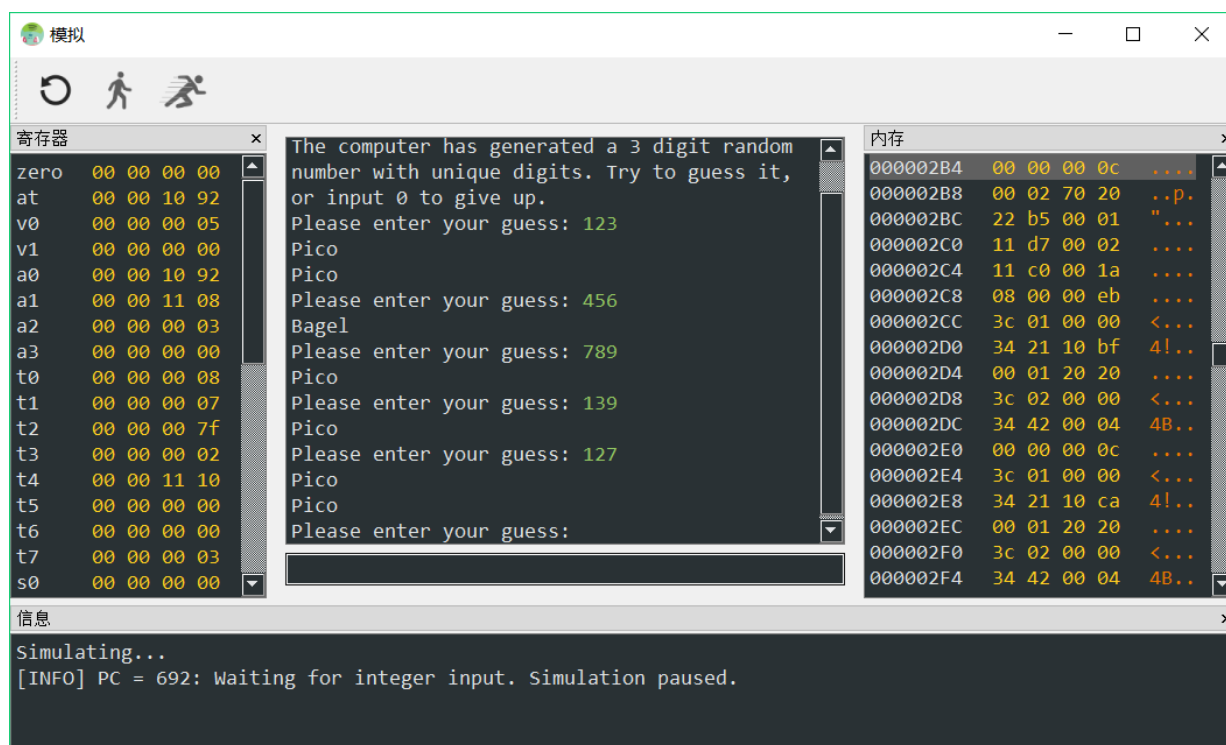 模拟
寄存器
zero 00 00 00 00
at 00 00 10 92
v0 00 00 00 05
v1 00 00 00 00
a0 00 00 10 92
a1 00 00 11 08
a2 00 00 00 03
a3 00 00 00 00
t0 00 00 00 08
t1 00 00 00 07
t2 00 00 00 7f
t3 00 00 00 02
t4 00 00 11 10
t5 00 00 00 00
t6 00 00 00 00
t7 00 00 00 03
s0 00 00 00 00
The computer has generated a 3 digit random
number with unique digits. Try to guess it,
or input 0 to give up.
Please enter your guess: 123
Pico
Pico
Please enter your guess: 456
Bagel
Please enter your guess: 789
Pico
Please enter your guess: 139
Pico
Please enter your guess: 127
Pico
Pico
Please enter your guess:
内存
000002B4 00 00 00 0c ....
000002B8 00 02 70 20 ..p.
000002BC 22 b5 00 01 "...
000002C0 11 d7 00 02 ....
000002C4 11 c0 00 1a ....
000002C8 08 00 00 eb ....
000002CC 3c 01 00 00 <...
000002D0 34 21 10 bf 4!..
000002D4 00 01 20 20 ....
000002D8 3c 02 00 00 <...
000002DC 34 42 00 04 4B..
000002E0 00 00 00 0c ....
000002E4 3c 01 00 00 <...
000002E8 34 21 10 ca 4!..
000002EC 00 01 20 20 ....
000002F0 3c 02 00 00 <...
000002F4 34 42 00 04 4B..
信息
Simulating...
[INFO] PC = 692: Waiting for integer input. Simulation paused.